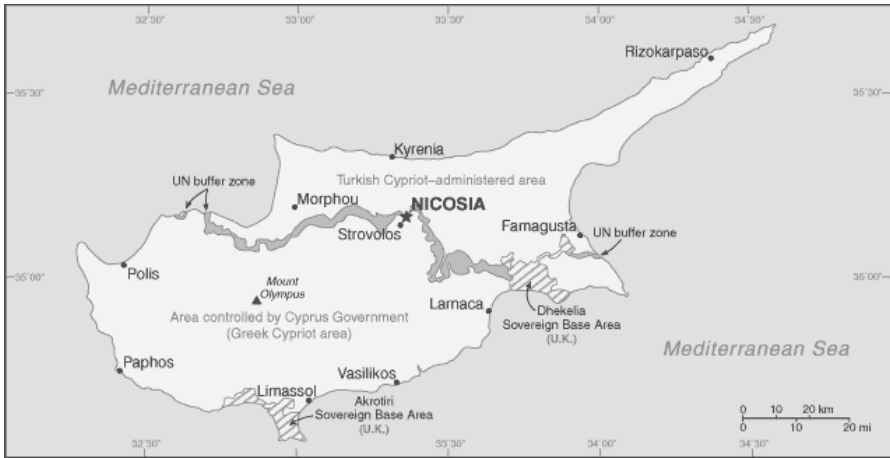 32°30'
33°00'
33°30'
34°00'
34°30'
Rizokarpaso
Mediterranean Sea
35°30'
35°30'
Kyrenia
UN buffer zone
Turkish Cypriot–administered area
Morphou
NICOSIA
Strovolos
Famagusta
UN buffer zone
Polis
35°00'
35°00'
Mount
Olympus
Larnaca
Dhekelia
Sovereign Base Area
(U.K.)
Area controlled by Cyprus Government
(Greek Cypriot area)
Mediterranean Sea
Paphos
Vasilikos
Limassol
Akrotiri
Sovereign Base Area
(U.K.)
0 10 20 km
0 10 20 mi
32°30'
33°00'
33°30'
34°00'
34°30'